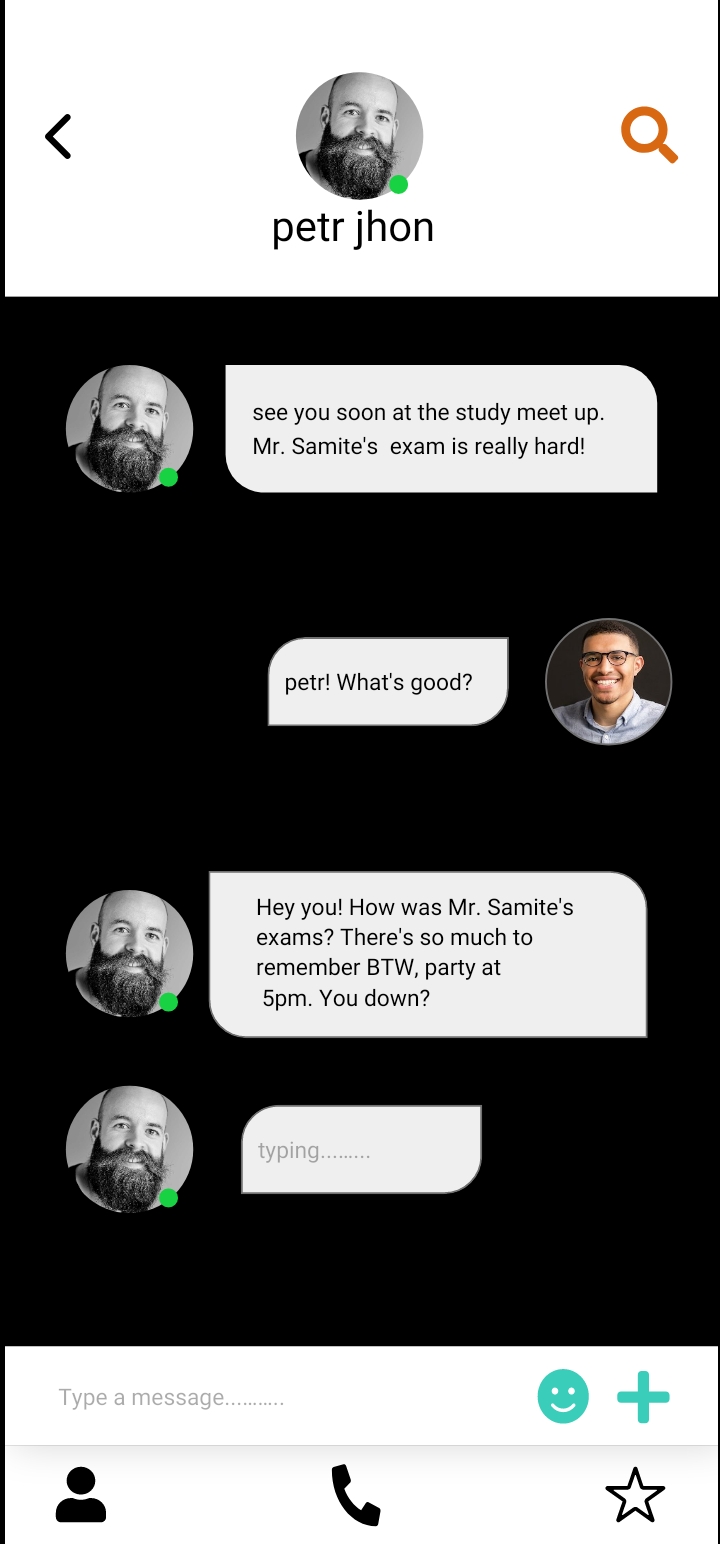 petr jhon
see you soon at the study meet up.
Mr. Samite's  exam is really hard!
petr! What's good?
Hey you! How was Mr. Samite's
exams? There's so much to
remember BTW, party at
5pm. You down?
typing.........
Type a message...........